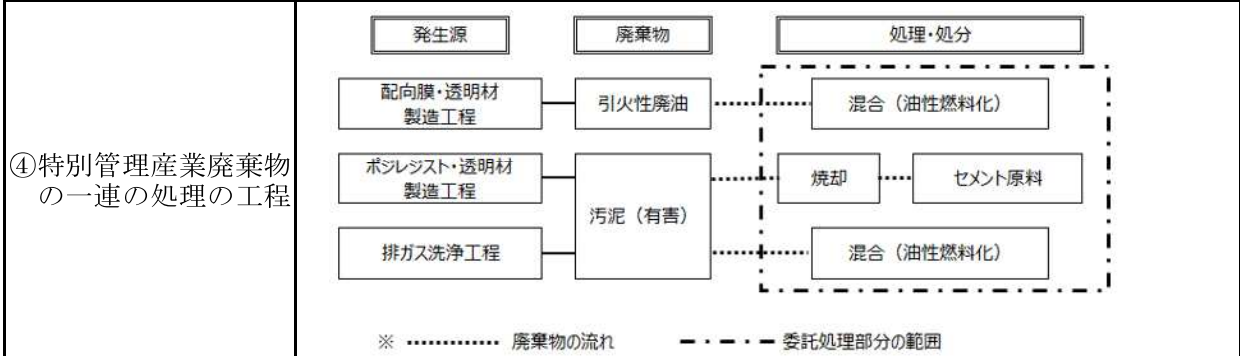 ④特別管理産業廃棄物
の一連の処理の工程
発生源
廃棄物
処理・処分
配向膜・透明材
製造工程
引火性廃油
混合（油性燃料化）
ポジレジスト・透明材
製造工程
汚泥（有害）
焼却
セメント原料
排ガス洗浄工程
混合（油性燃料化）
※ 廃棄物の流れ
委託処理部分の範囲